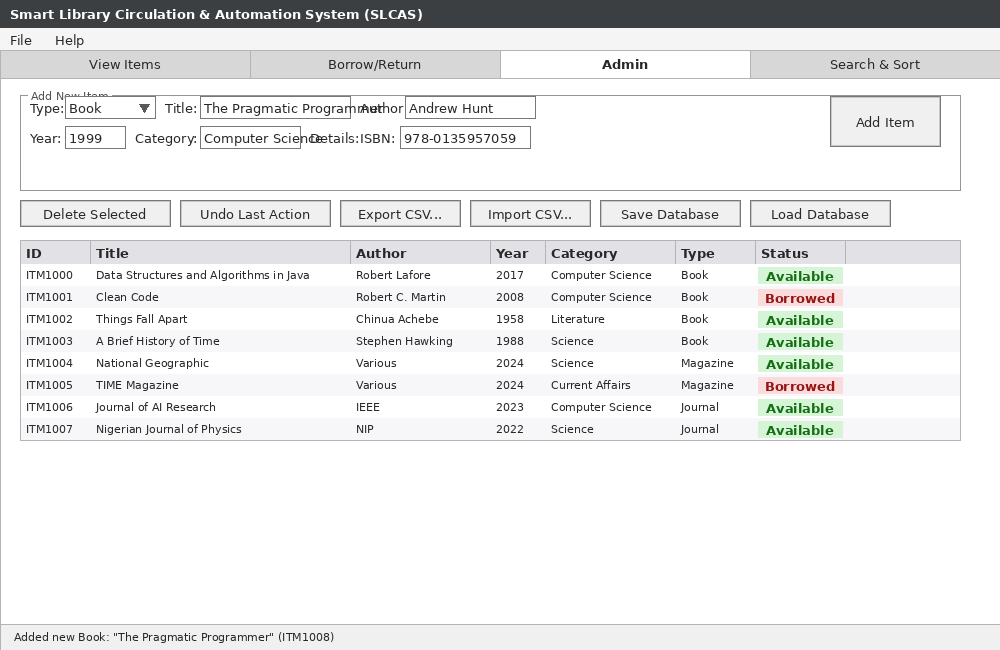 Smart Library Circulation & Automation System (SLCAS)
File Help
View Items Borrow/Return Admin Search & Sort
Add New Item
Type: Book Title: The Pragmatic Programmer Author: Andrew Hunt Add Item
Year: 1999 Category: Computer Science Details: ISBN: 978-0135957059
Delete Selected Undo Last Action Export CSV... Import CSV... Save Database Load Database
ID Title Author Year Category Type Status
ITM1000 Data Structures and Algorithms in Java Robert Lafore 2017 Computer Science Book Available
ITM1001 Clean Code Robert C. Martin 2008 Computer Science Book Borrowed
ITM1002 Things Fall Apart Chinua Achebe 1958 Literature Book Available
ITM1003 A Brief History of Time Stephen Hawking 1988 Science Book Available
ITM1004 National Geographic Various 2024 Science Magazine Available
ITM1005 TIME Magazine Various 2024 Current Affairs Magazine Borrowed
ITM1006 Journal of AI Research IEEE 2023 Computer Science Journal Available
ITM1007 Nigerian Journal of Physics NIP 2022 Science Journal Available
Added new Book: "The Pragmatic Programmer" (ITM1008)